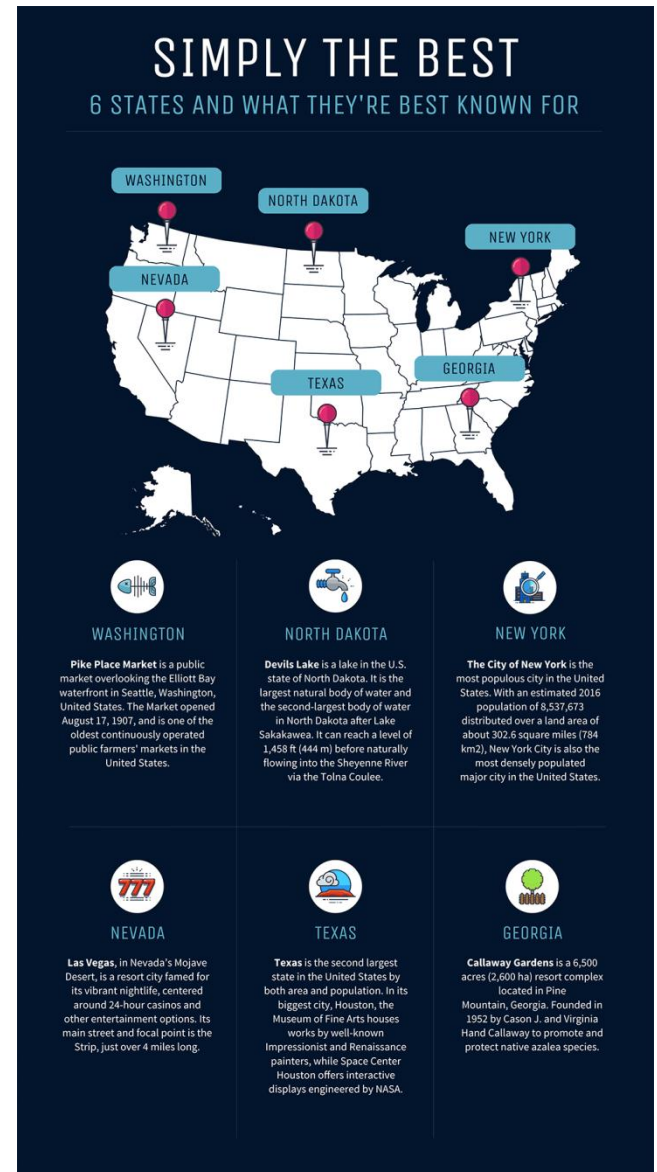 SIMPLY THE BEST
6 STATES AND WHAT THEY'RE BEST KNOWN FOR
WASHINGTON
NORTH DAKOTA
NEW YORK
NEVADA
GEORGIA
TEXAS
WASHINGTON
Pike Place Market is a public
market overlooking the Elliott Bay
waterfront in Seattle, Washington,
United States. The Market opened
August 17, 1907, and is one of the
oldest continuously operated
public farmers' markets in the
United States.
NORTH DAKOTA
Devils Lake is a lake in the U.S.
state of North Dakota. It is the
largest natural body of water and
the second-largest body of water
in North Dakota after Lake
Sakakawea. It can reach a level of
1,458 ft (444 m) before naturally
flowing into the Sheyenne River
via the Tolna Coulee.
NEW YORK
The City of New York is the
most populous city in the United
States. With an estimated 2016
population of 8,537,673
distributed over a land area of
about 302.6 square miles (784
km2), New York City is also the
most densely populated
major city in the United States.
777
NEVADA
Las Vegas, in Nevada's Mojave
Desert, is a resort city famed for
its vibrant nightlife, centered
around 24-hour casinos and
other entertainment options. Its
main street and focal point is the
Strip, just over 4 miles long.
TEXAS
Texas is the second largest
state in the United States by
both area and population. In its
biggest city, Houston, the
Museum of Fine Arts houses
works by well-known
Impressionist and Renaissance
painters, while Space Center
Houston offers interactive
displays engineered by NASA.
GEORGIA
Callaway Gardens is a 6,500
acres (2,600 ha) resort complex
located in Pine
Mountain, Georgia. Founded in
1952 by Cason J. and Virginia
Hand Callaway to promote and
protect native azalea species.